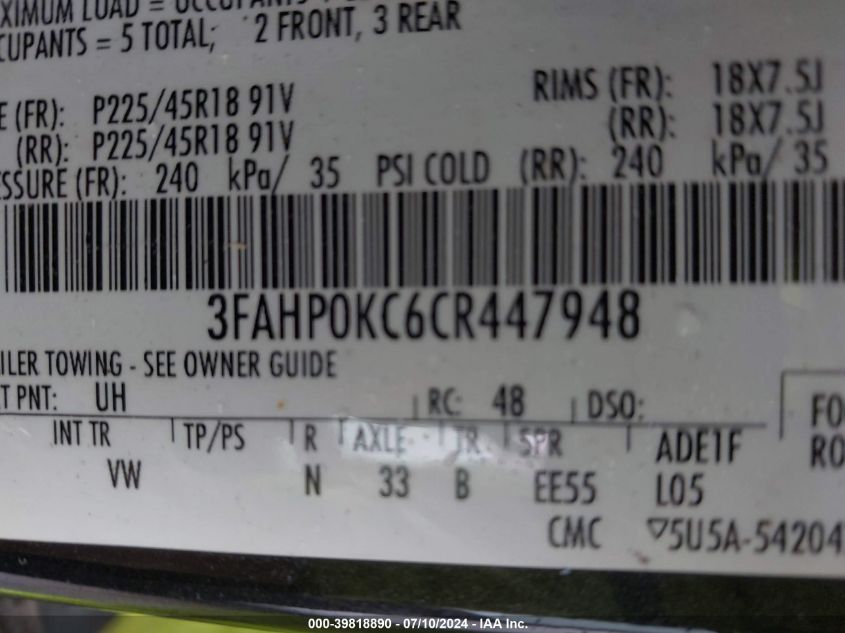 XIMUM LOAD = OCCUPANTS
CUPANTS = 5 TOTAL; 2 FRONT, 3 REAR
E (FR): P225/45R18 91V RIMS (FR): 18X7.5J
(RR): P225/45R18 91V (RR): 18X7.5J
SSURE (FR): 240 kPa/ 35 PSI COLD (RR): 240 kPa/ 35
3FAHP0KC6CR447948
ILER TOWING - SEE OWNER GUIDE
T PNT: UH RC: 48 DSO: FO
INT TR TP/PS R AXLE TR SPR ADE1F RO
VW N 33 B EE55 L05
CMC ▽5U5A-54204
000-39818890 - 07/10/2024 - IAA Inc.